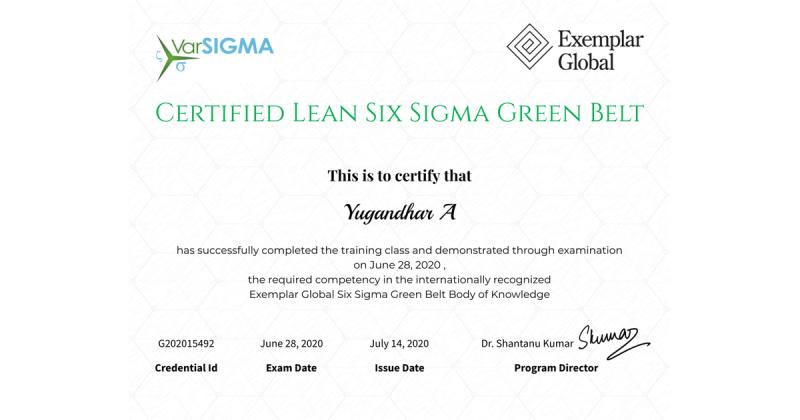 VarSIGMA
ζ
σ
Exemplar
Global
CERTIFIED LEAN SIX SIGMA GREEN BELT
This is to certify that
Yugandhar A
has successfully completed the training class and demonstrated through examination
on June 28, 2020 ,
the required competency in the internationally recognized
Exemplar Global Six Sigma Green Belt Body of Knowledge
G202015492 June 28, 2020 July 14, 2020 Dr. Shantanu Kumar
Credential Id Exam Date Issue Date Program Director